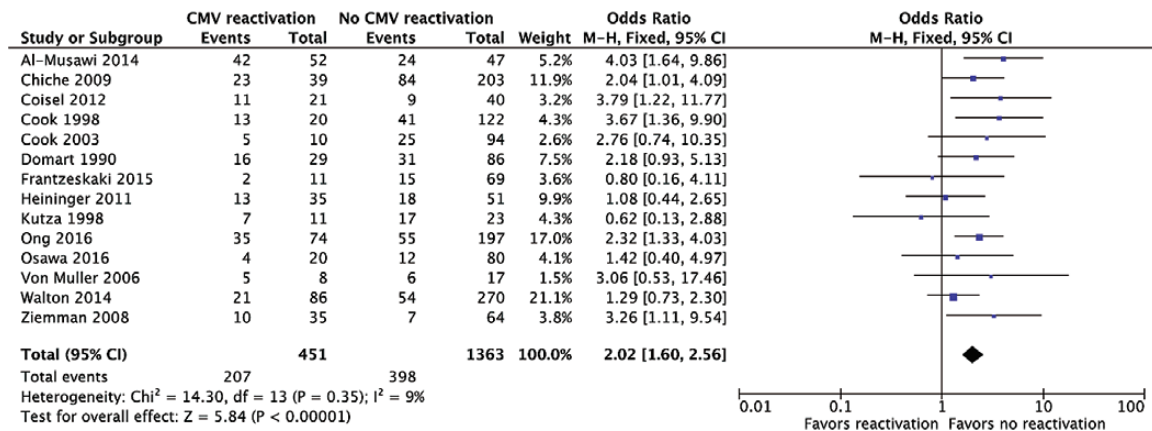 CMV reactivation No CMV reactivation Odds Ratio Odds Ratio
Study or Subgroup Events Total Events Total Weight M-H, Fixed, 95% CI M-H, Fixed, 95% CI
Al-Musawi 2014 42 52 24 47 5.2% 4.03 [1.64, 9.86]
Chiche 2009 23 39 84 203 11.9% 2.04 [1.01, 4.09]
Coisel 2012 11 21 9 40 3.2% 3.79 [1.22, 11.77]
Cook 1998 13 20 41 122 4.3% 3.67 [1.36, 9.90]
Cook 2003 5 10 25 94 2.6% 2.76 [0.74, 10.35]
Domart 1990 16 29 31 86 7.5% 2.18 [0.93, 5.13]
Frantzeskaki 2015 2 11 15 69 3.6% 0.80 [0.16, 4.11]
Heininger 2011 13 35 18 51 9.9% 1.08 [0.44, 2.65]
Kutza 1998 7 11 17 23 4.3% 0.62 [0.13, 2.88]
Ong 2016 35 74 55 197 17.0% 2.32 [1.33, 4.03]
Osawa 2016 4 20 12 80 4.1% 1.42 [0.40, 4.97]
Von Muller 2006 5 8 6 17 1.5% 3.06 [0.53, 17.46]
Walton 2014 21 86 54 270 21.1% 1.29 [0.73, 2.30]
Ziemman 2008 10 35 7 64 3.8% 3.26 [1.11, 9.54]
Total (95% CI) 451 1363 100.0% 2.02 [1.60, 2.56]
Total events 207 398
Heterogeneity: Chi² = 14.30, df = 13 (P = 0.35); I² = 9%
Test for overall effect: Z = 5.84 (P < 0.00001)
0.01 0.1 1 10 100
Favors reactivation Favors no reactivation